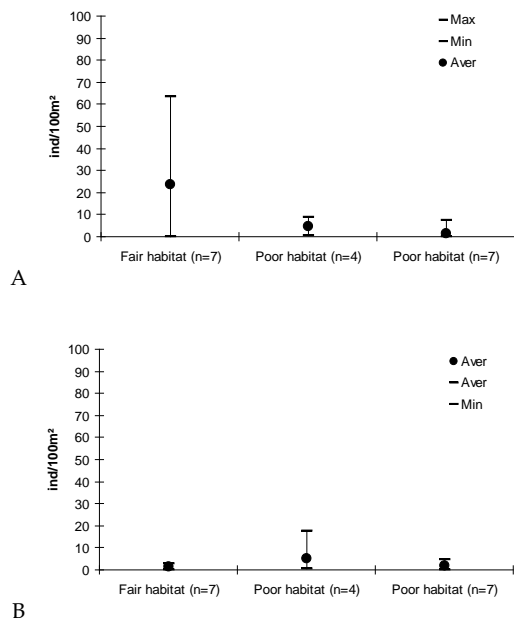 Max
Min
Aver
100
90
80
70
60
50
40
30
20
10
0
ind/100m²
Fair habitat (n=7) Poor habitat (n=4) Poor habitat (n=7)
A
Aver
Aver
Min
100
90
80
70
60
50
40
30
20
10
0
ind/100m²
Fair habitat (n=7) Poor habitat (n=4) Poor habitat (n=7)
B